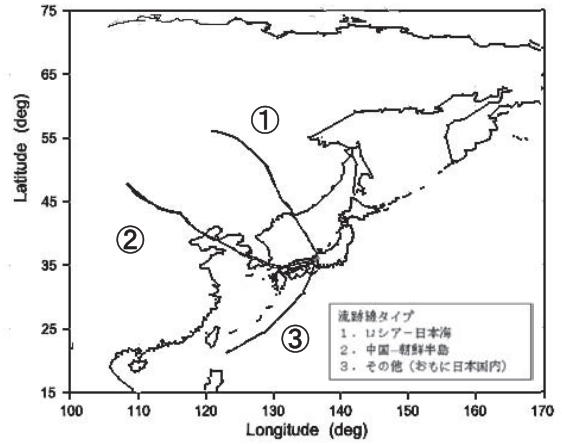 75
65
55
45
35
25
15
Latitude (deg)
①
②
③
流跡線タイプ
1．ロシアー日本海
2．中国―朝鮮半島
3．その他（おもに日本国内）
100 110 120 130 140 150 160 170
Longitude (deg)